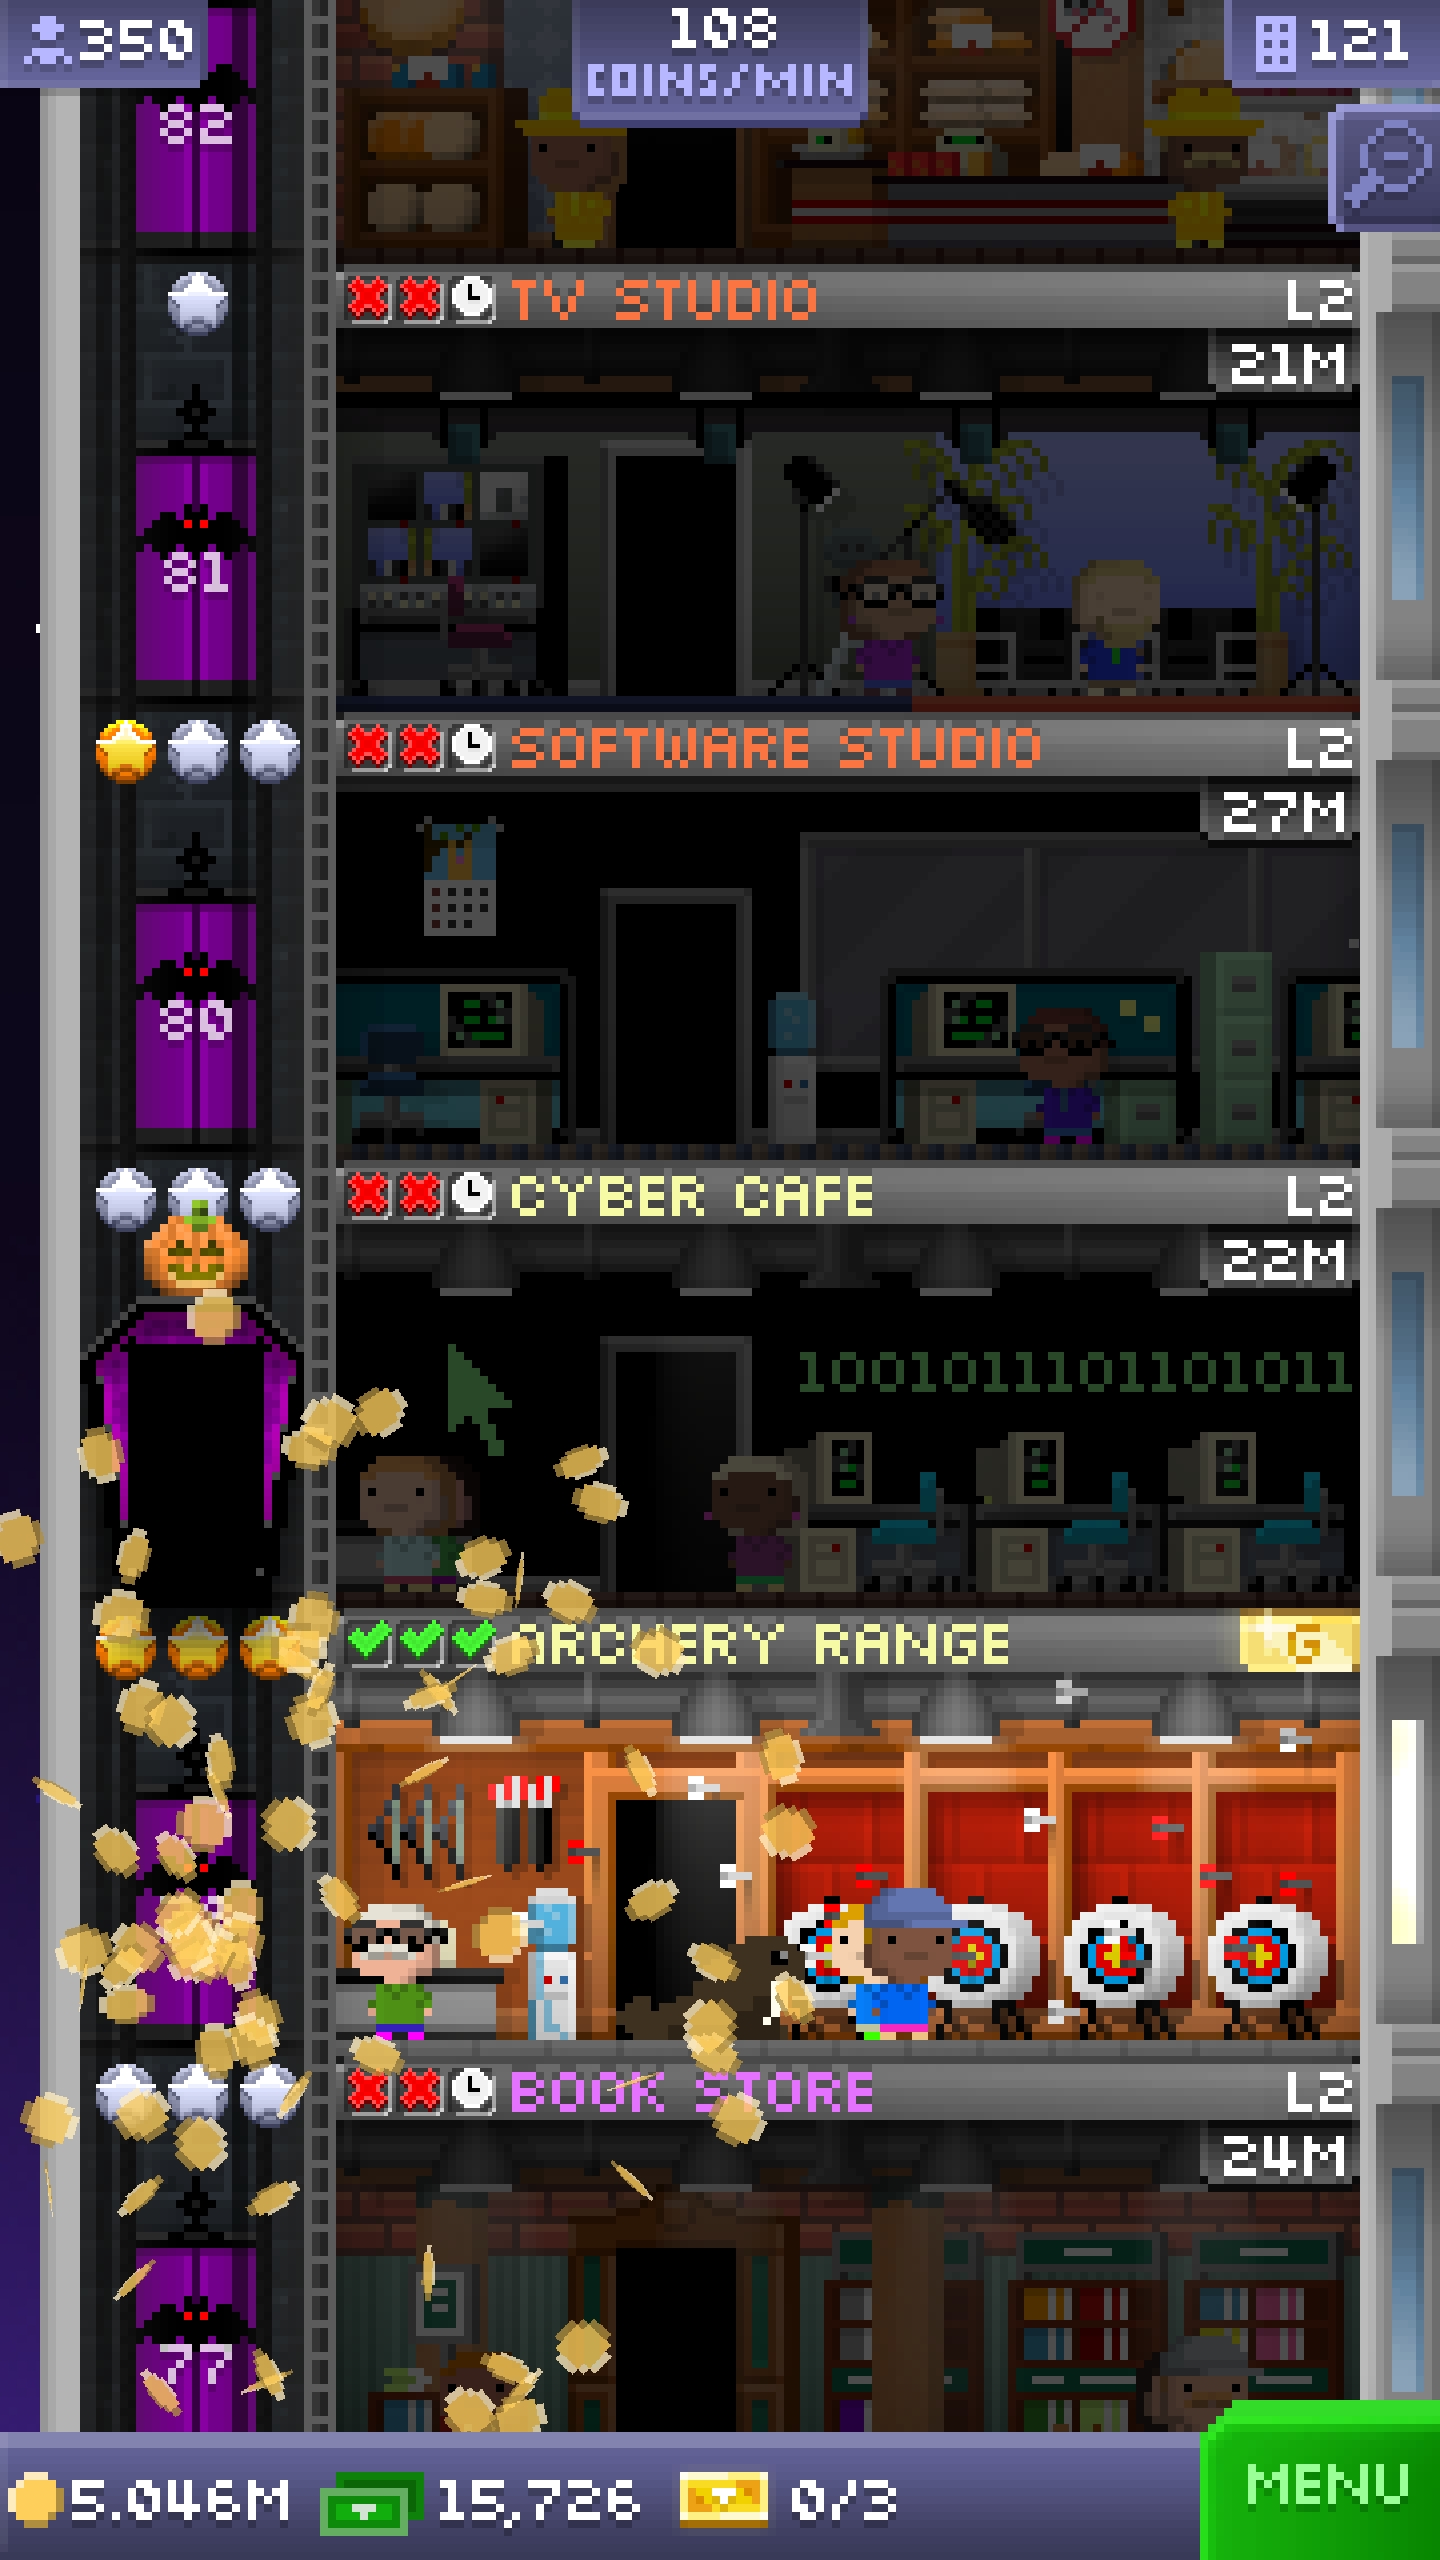 350
108
COINS/MIN
121
82
TV STUDIO L2
21M
81
SOFTWARE STUDIO L2
27M
80
CYBER CAFE L2
22M
1001011101101011
ARCHERY RANGE G
BOOK STORE L2
24M
77
5.046M 15,726 0/3
MENU